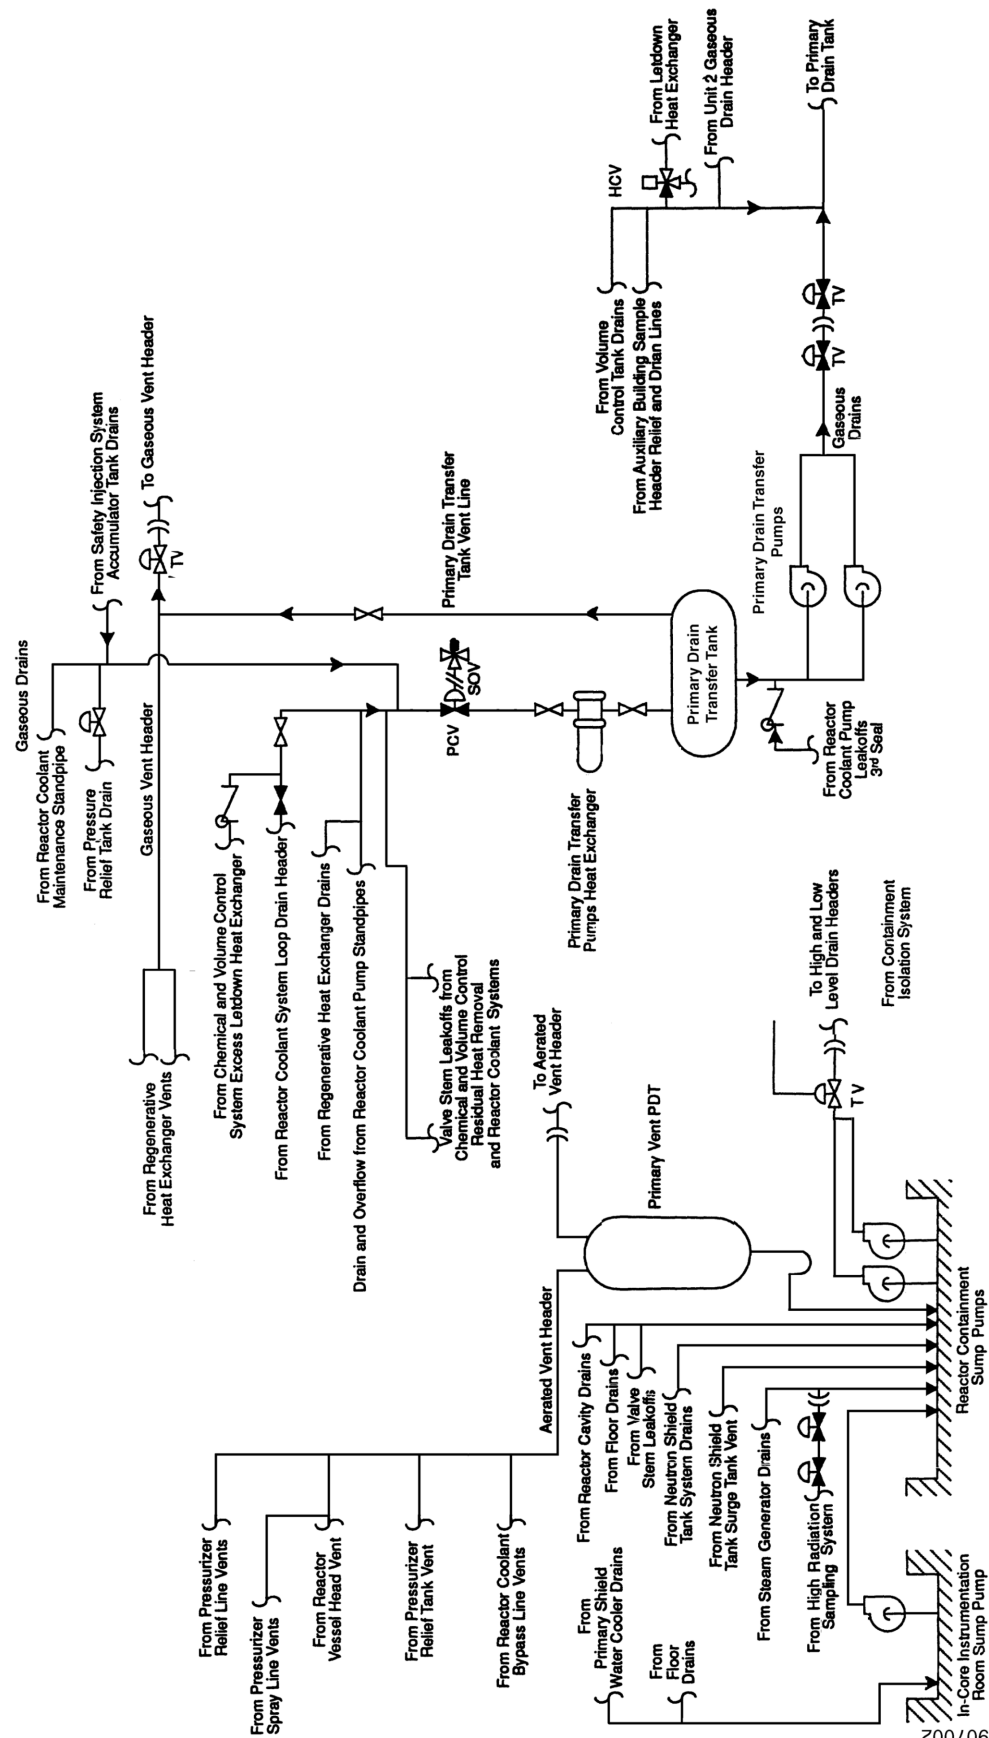 Gaseous Drains
From Reactor Coolant
Maintenance Standpipe
From Pressure
Relief Tank Drain
From Safety Injection System
Accumulator Tank Drains
Gaseous Vent Header
To Gaseous Vent Header
TV
From Regenerative
Heat Exchanger Vents
From Chemical and Volume Control
System Excess Letdown Heat Exchanger
From Reactor Coolant System Loop Drain Header
From Regenerative Heat Exchanger Drains
Drain and Overflow from Reactor Coolant Pump Standpipes
Valve Stem Leakoffs from
Chemical and Volume Control
Residual Heat Removal
and Reactor Coolant Systems
PCV
SOV
Primary Drain Transfer
Tank Vent Line
Primary Drain Transfer
Pumps Heat Exchanger
Primary Drain
Transfer Tank
From Reactor
Coolant Pump
Leakoffs
3rd Seal
Primary Drain Transfer
Pumps
Gaseous
Drains
TV
TV
From Volume
Control Tank Drains
From Auxiliary Building Sample
Header Relief and Drian Lines
HCV
From Letdown
Heat Exchanger
From Unit 2 Gaseous
Drain Header
To Primary
Drain Tank
From Pressurizer
Relief Line Vents
From Pressurizer
Spray Line Vents
From Reactor
Vessel Head Vent
From Pressurizer
Relief Tank Vent
From Reactor Coolant
Bypass Line Vents
Aerated Vent Header
To Aerated
Vent Header
Primary Vent PDT
From Reactor Cavity Drains
From Floor Drains
From Valve
Stem Leakoffs
From Neutron Shield
Tank System Drains
From Neutron Shield
Tank Surge Tank Vent
From Steam Generator Drains
From High Radiation
Sampling System
From
Primary Shield
Water Cooler Drains
From
Floor
Drains
To High and Low
Level Drain Headers
From Containment
Isolation System
TV
Reactor Containment
Sump Pumps
In-Core Instrumentation
Room Sump Pump